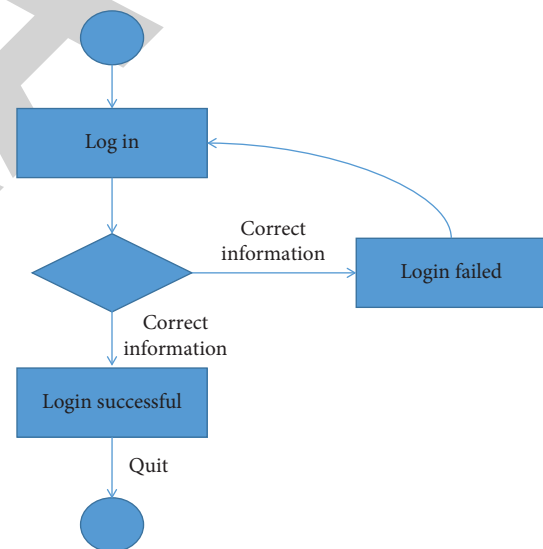 Log in
Correct
information
Login failed
Correct
information
Login successful
Quit